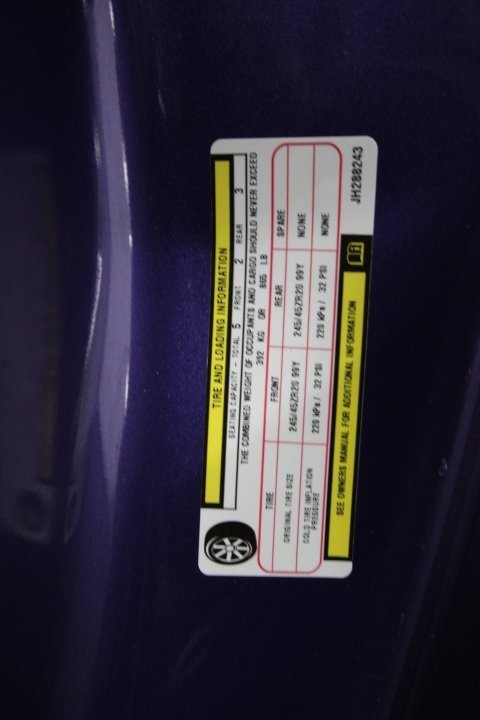 TIRE AND LOADING INFORMATION
SEATING CAPACITY - TOTAL 5 FRONT 2 REAR 3
THE COMBINED WEIGHT OF OCCUPANTS AND CARGO SHOULD NEVER EXCEED
392 KG OR 865 LB
TIRE FRONT REAR SPARE
ORIGINAL TIRE SIZE 245/45ZR20 99Y 245/45ZR20 99Y NONE
COLD TIRE INFLATION PRESSURE 220 kPa / 32 PSI 220 kPa / 32 PSI NONE
SEE OWNERS MANUAL FOR ADDITIONAL INFORMATION
JH288243